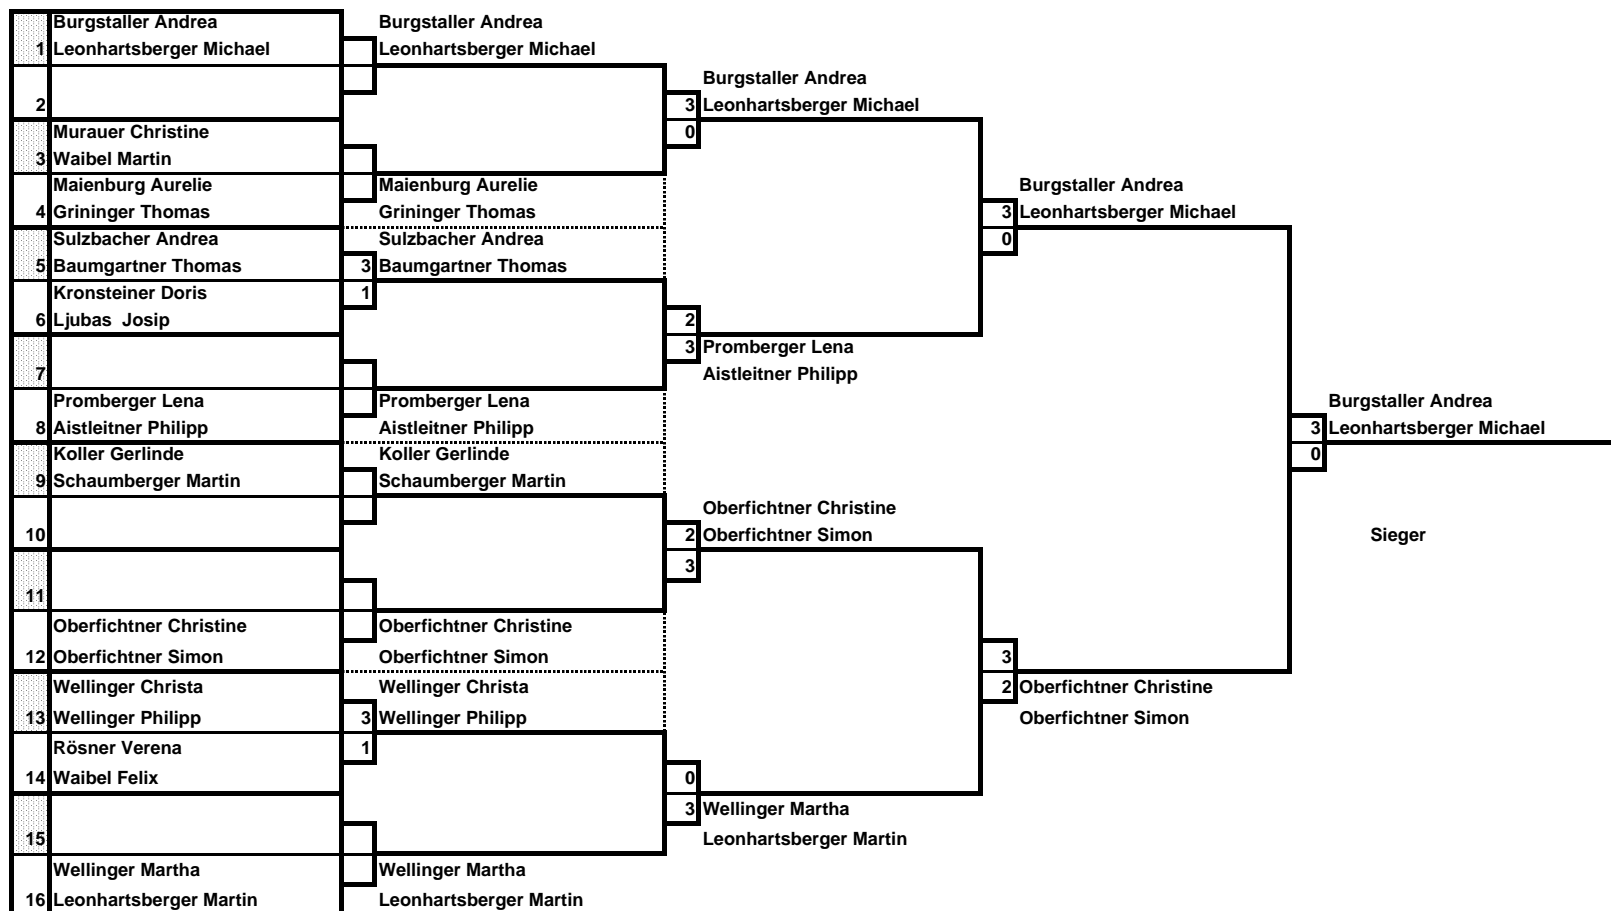 Burgstaller Andrea
1 Leonhartsberger Michael
2
Murauer Christine
3 Waibel Martin
Maienburg Aurelie
4 Grininger Thomas
Sulzbacher Andrea
5 Baumgartner Thomas
Kronsteiner Doris
6 Ljubas  Josip
7
Promberger Lena
8 Aistleitner Philipp
Koller Gerlinde
9 Schaumberger Martin
10
11
Oberfichtner Christine
12 Oberfichtner Simon
Wellinger Christa
13 Wellinger Philipp
Rösner Verena
14 Waibel Felix
15
Wellinger Martha
16 Leonhartsberger Martin
Burgstaller Andrea
Leonhartsberger Michael
Maienburg Aurelie
Grininger Thomas
Sulzbacher Andrea
3 Baumgartner Thomas
1
Promberger Lena
Aistleitner Philipp
Koller Gerlinde
Schaumberger Martin
Oberfichtner Christine
Oberfichtner Simon
Wellinger Christa
3 Wellinger Philipp
1
Wellinger Martha
Leonhartsberger Martin
Burgstaller Andrea
3 Leonhartsberger Michael
0
2
3 Promberger Lena
Aistleitner Philipp
Oberfichtner Christine
2 Oberfichtner Simon
3
0
3 Wellinger Martha
Leonhartsberger Martin
Burgstaller Andrea
3 Leonhartsberger Michael
0
3
2 Oberfichtner Christine
Oberfichtner Simon
Burgstaller Andrea
3 Leonhartsberger Michael
0
Sieger